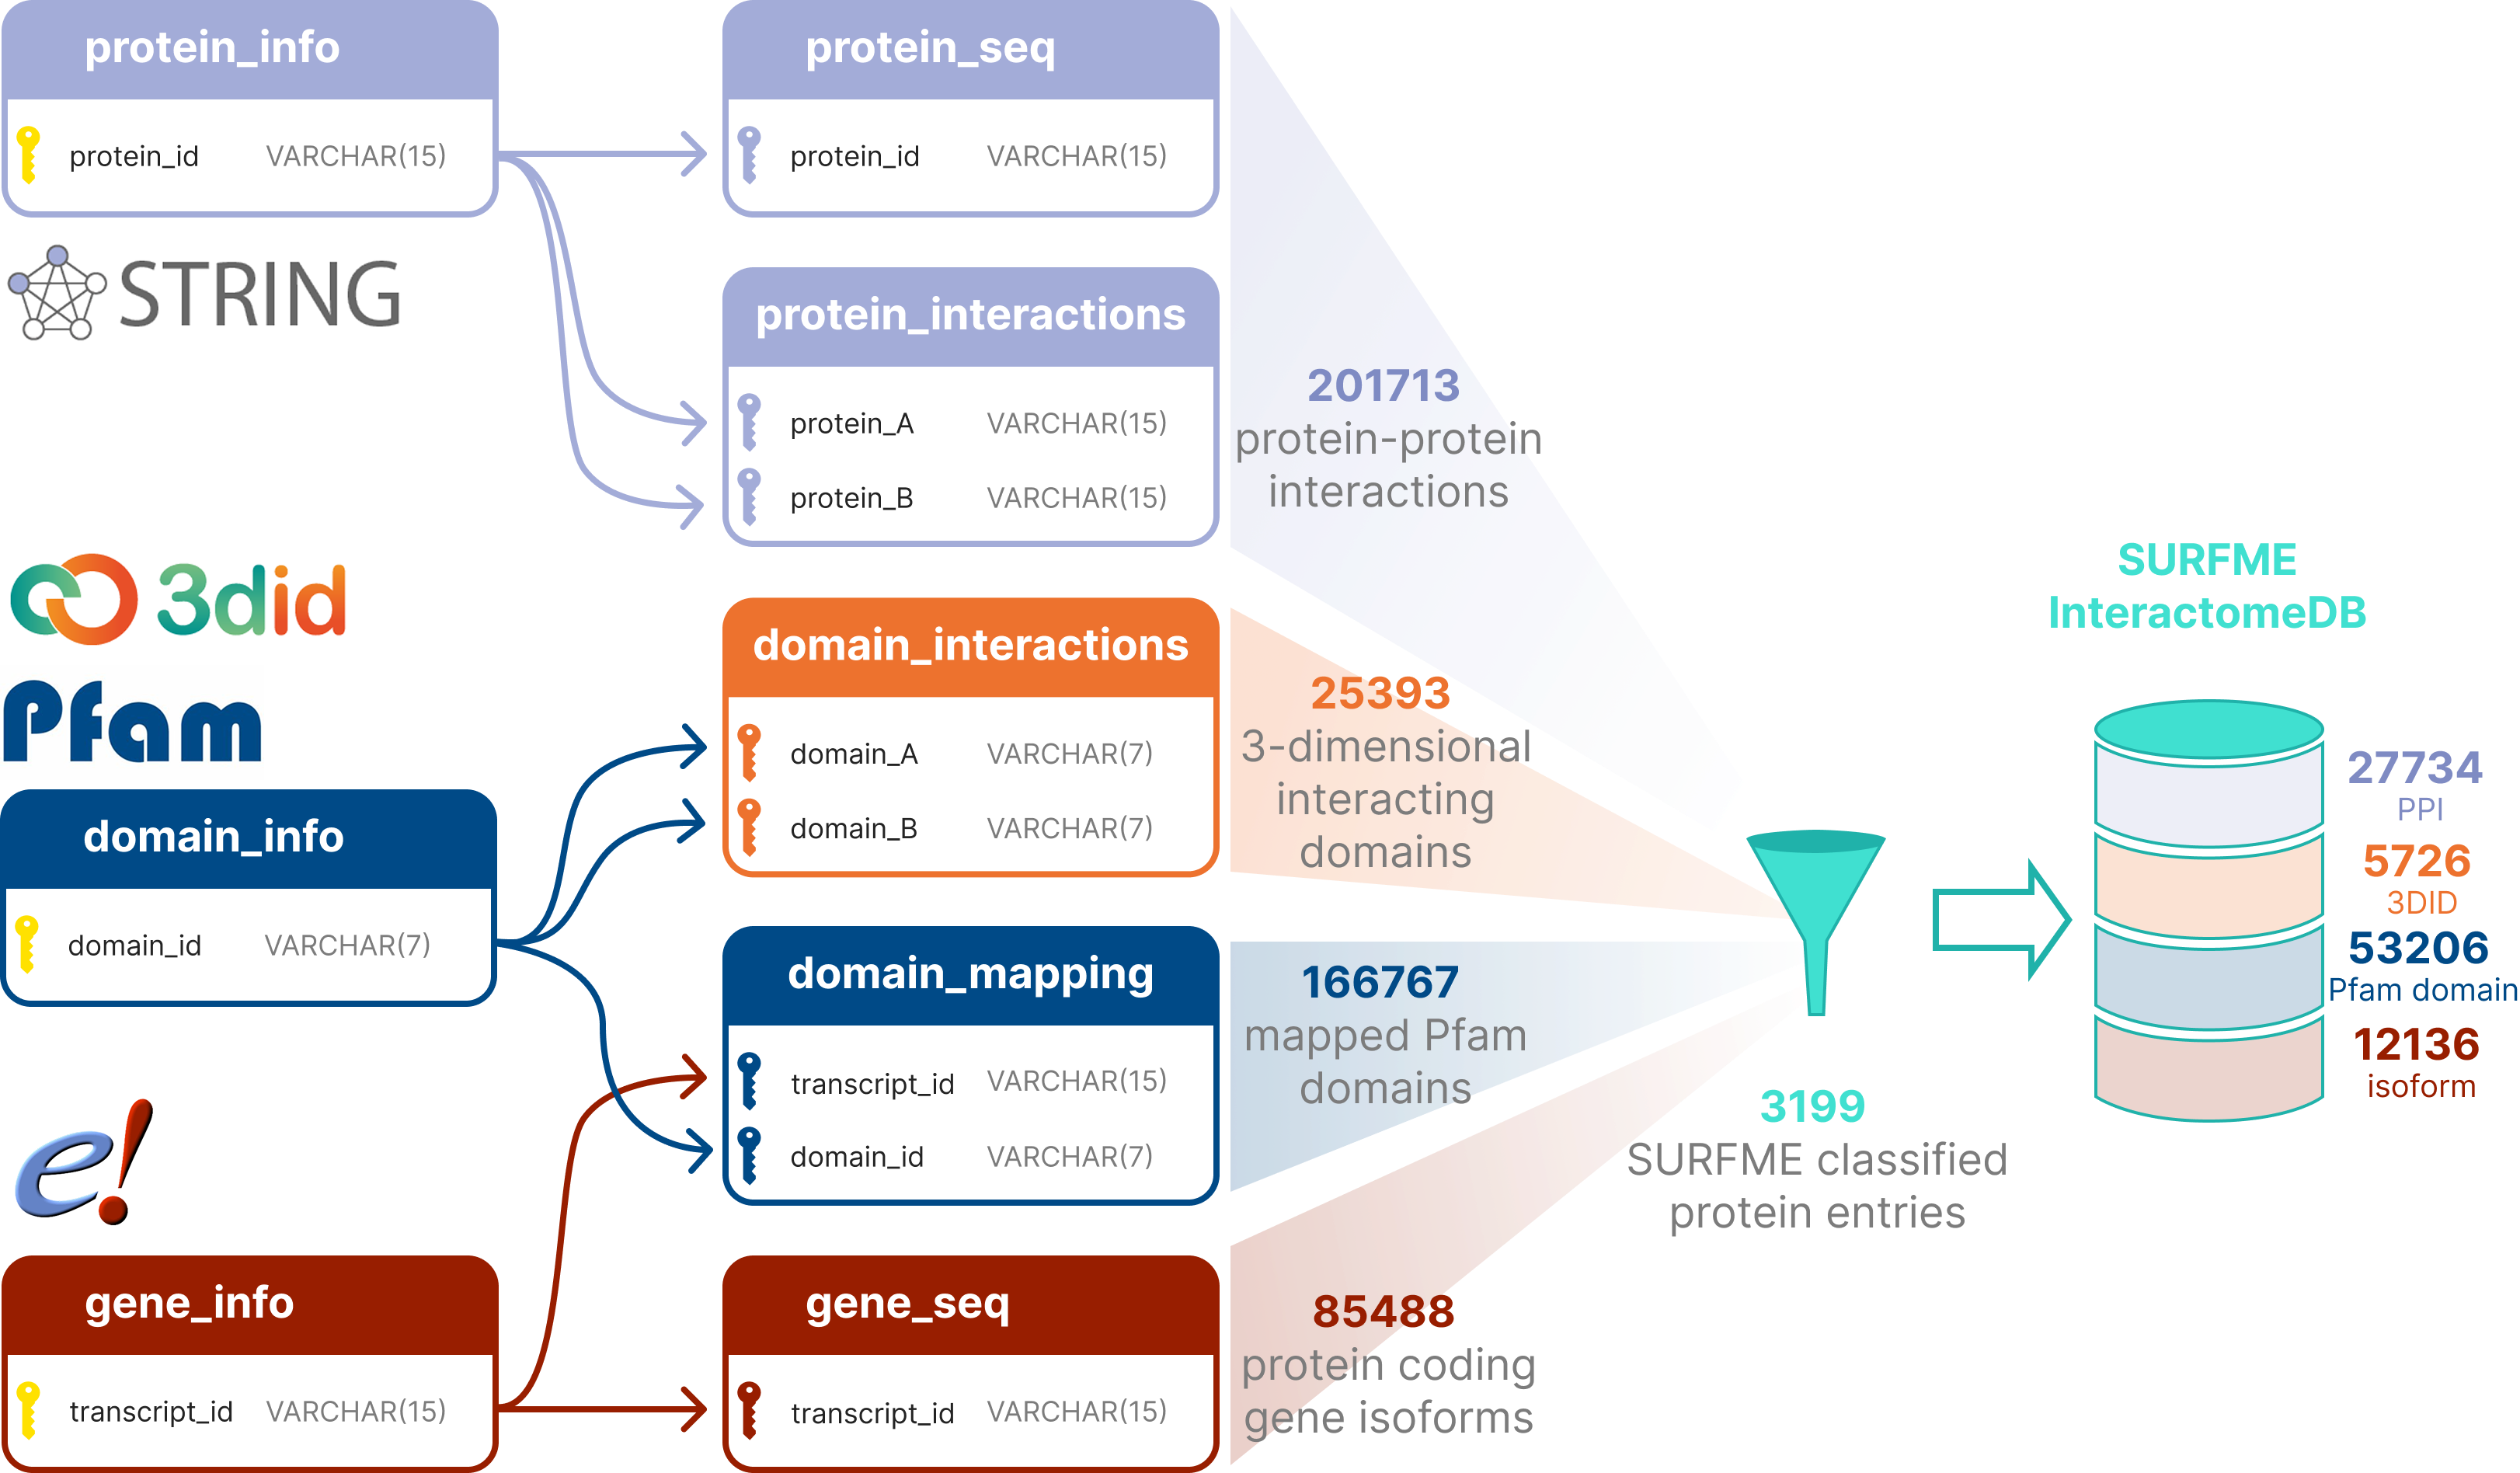 protein_info
protein_id VARCHAR(15)
STRING
protein_seq
protein_id VARCHAR(15)
protein_interactions
protein_A VARCHAR(15)
protein_B VARCHAR(15)
201713
protein-protein
interactions
3did
Pfam
domain_info
domain_id VARCHAR(7)
domain_interactions
domain_A VARCHAR(7)
domain_B VARCHAR(7)
25393
3-dimensional
interacting
domains
domain_mapping
transcript_id VARCHAR(15)
domain_id VARCHAR(7)
166767
mapped Pfam
domains
e!
gene_info
transcript_id VARCHAR(15)
gene_seq
transcript_id VARCHAR(15)
85488
protein coding
gene isoforms
3199
SURFME classified
protein entries
SURFME
InteractomeDB
27734
PPI
5726
3DID
53206
Pfam domain
12136
isoform